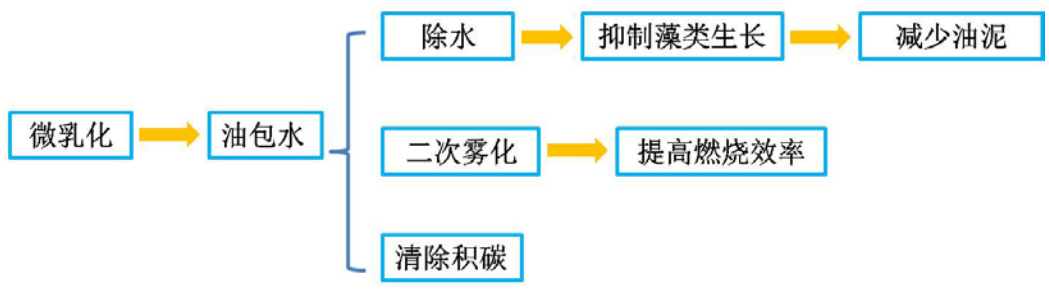 微乳化
油包水
除水
抑制藻类生长
减少油泥
二次雾化
提高燃烧效率
清除积碳